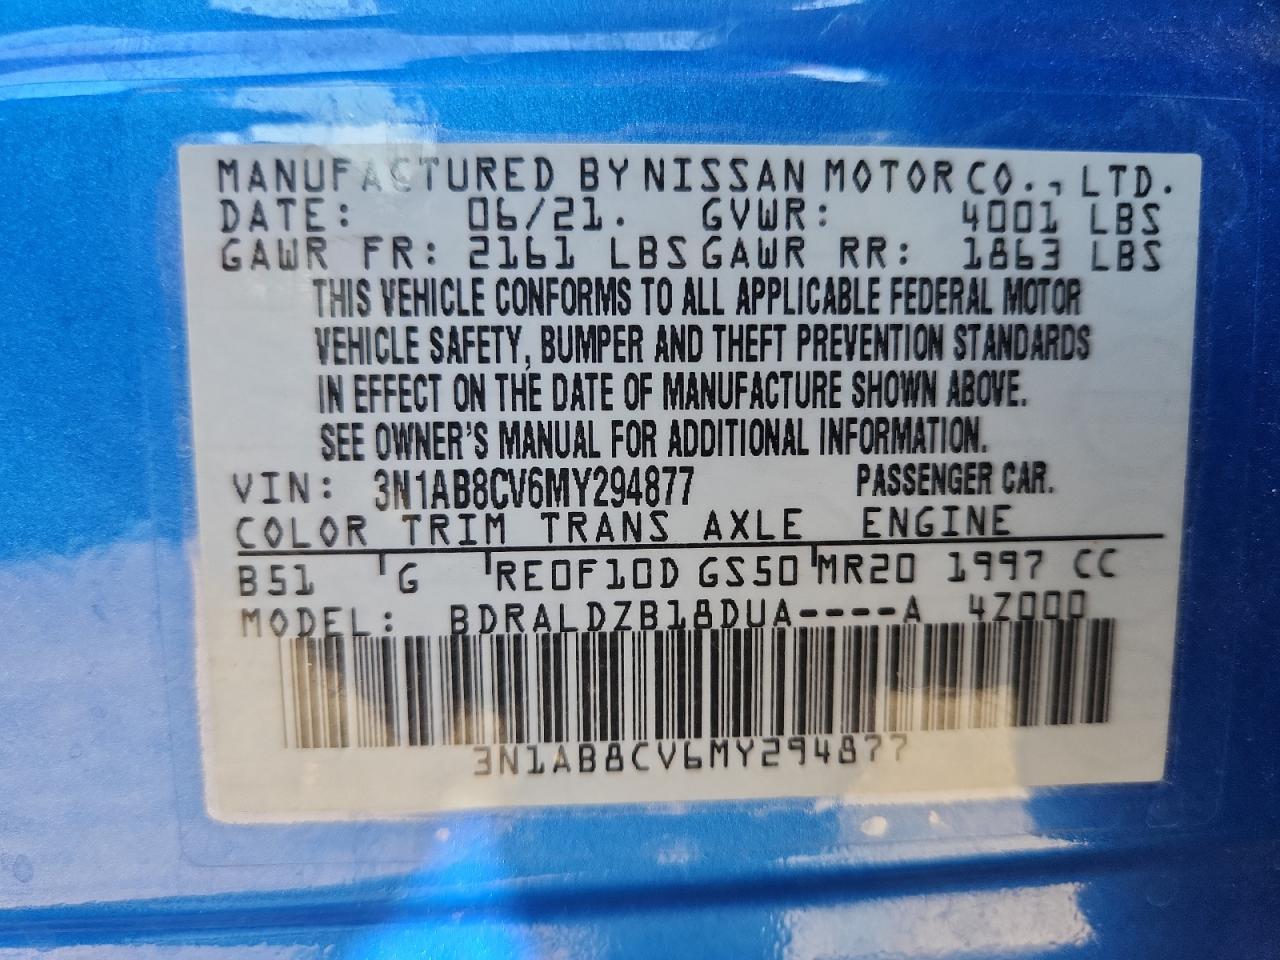 MANUFACTURED BY NISSAN MOTOR CO., LTD.
DATE: 06/21. GVWR: 4001 LBS
GAWR FR: 2161 LBS GAWR RR: 1863 LBS
THIS VEHICLE CONFORMS TO ALL APPLICABLE FEDERAL MOTOR
VEHICLE SAFETY, BUMPER AND THEFT PREVENTION STANDARDS
IN EFFECT ON THE DATE OF MANUFACTURE SHOWN ABOVE.
SEE OWNER'S MANUAL FOR ADDITIONAL INFORMATION.
VIN: 3N1AB8CV6MY294877 PASSENGER CAR.
COLOR TRIM TRANS AXLE ENGINE
B51 G RE0F10D GS50 MR20 1997 CC
MODEL: BDRALDZB18DUA----A 4Z000
3N1AB8CV6MY294877